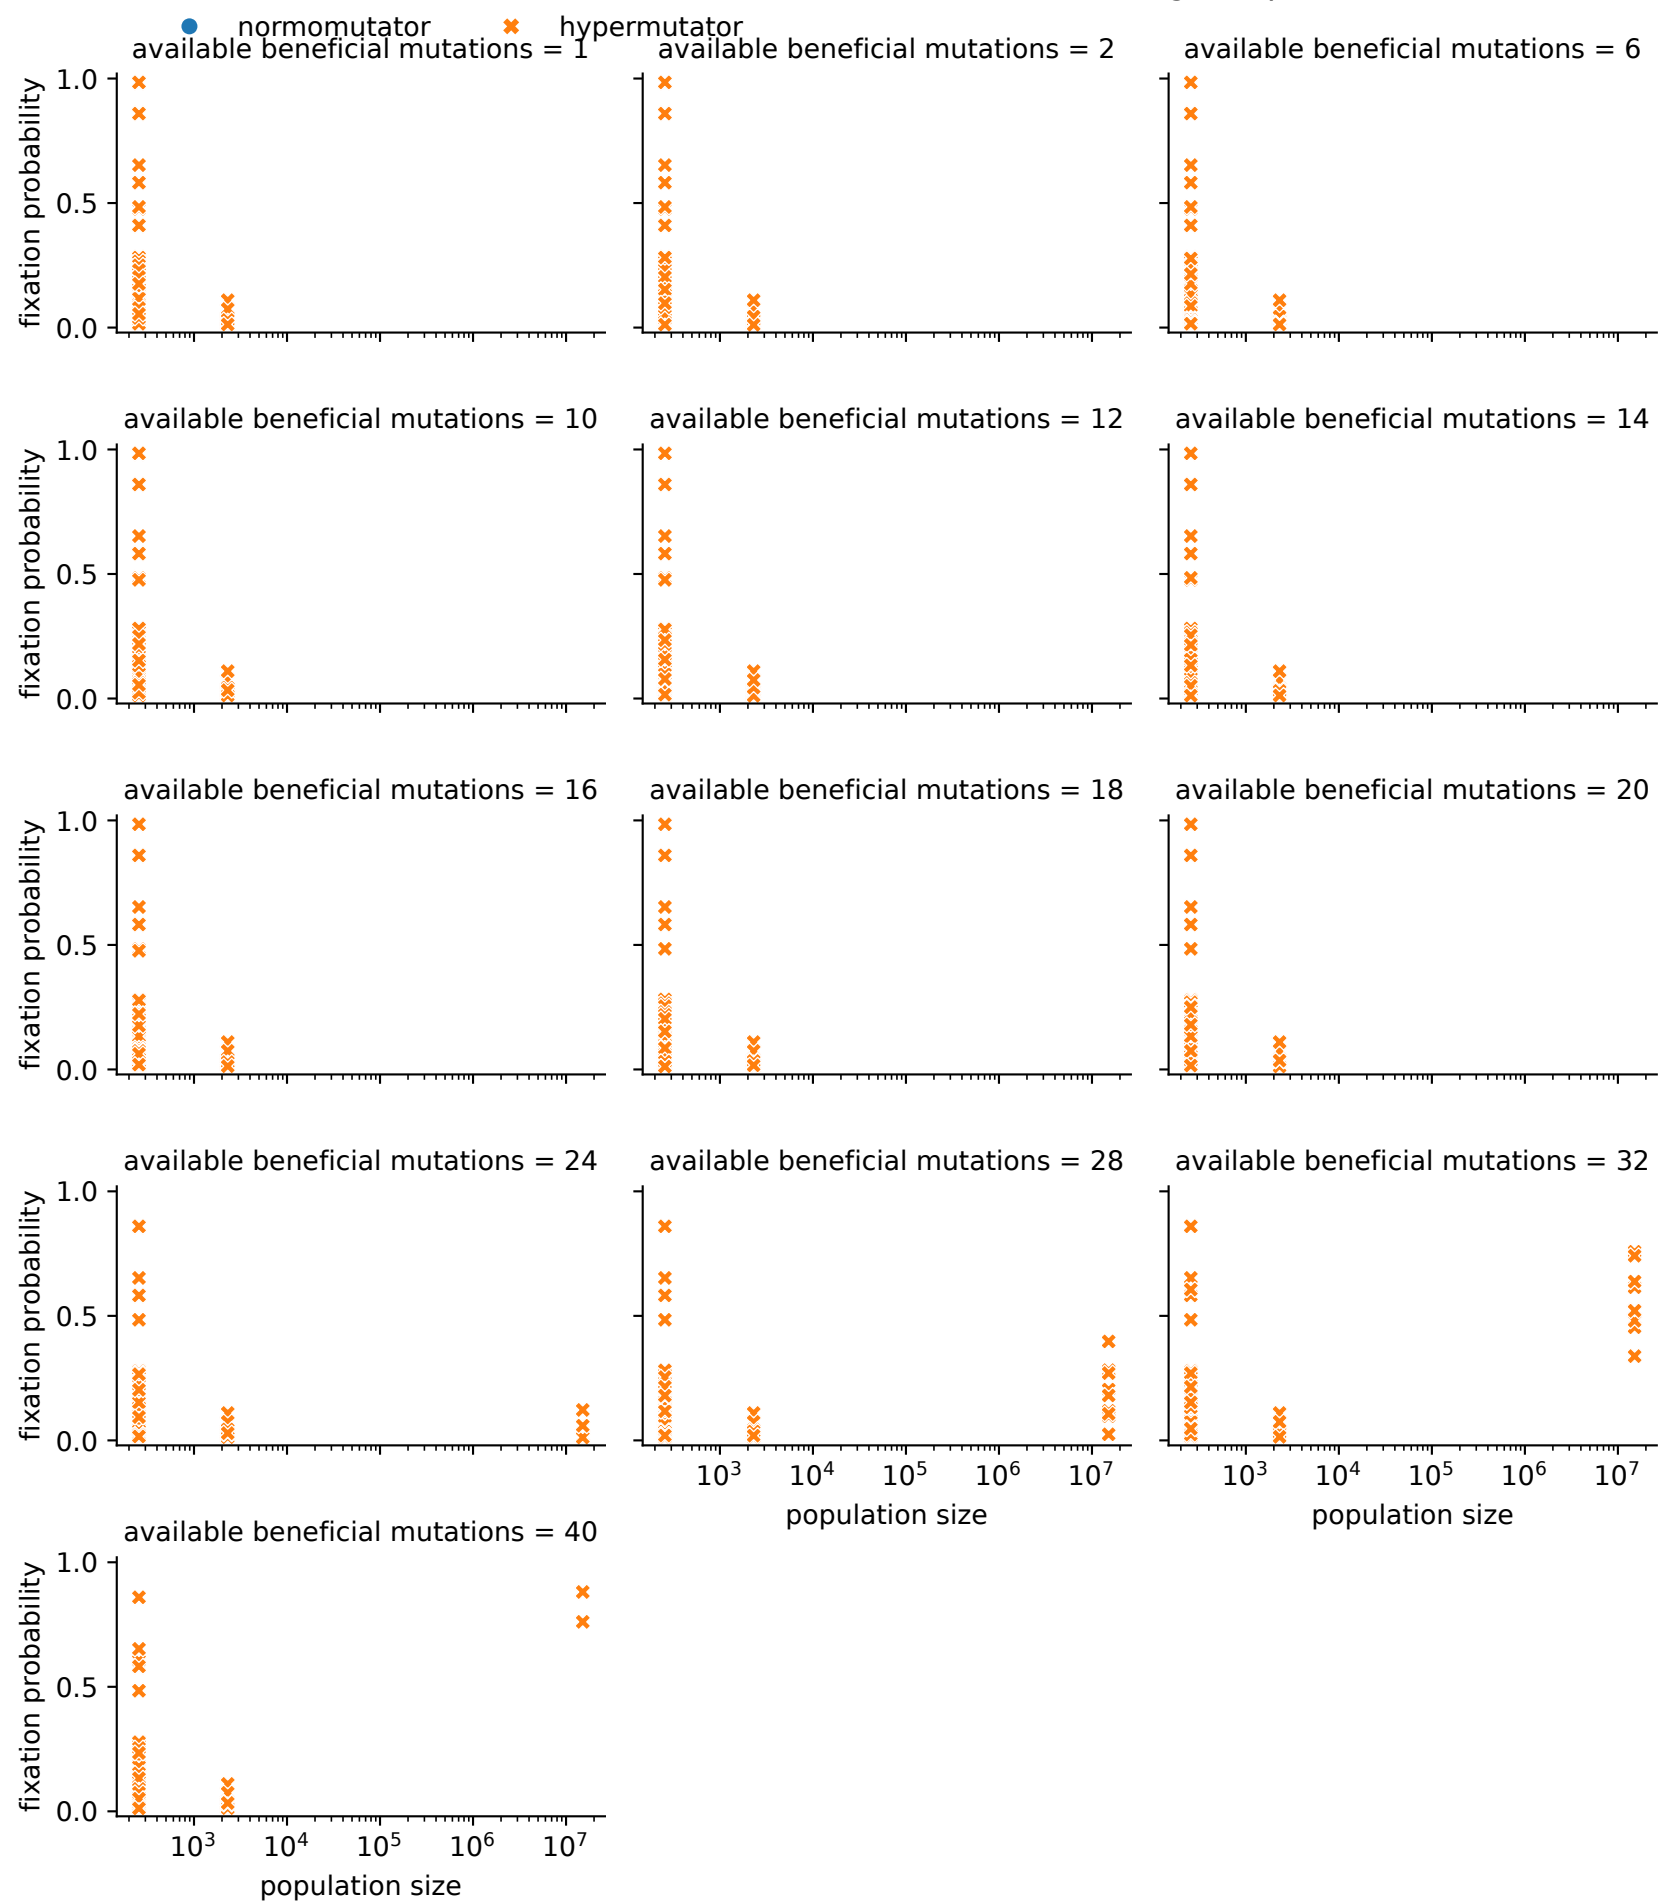 normomutator hypermutator
available beneficial mutations = 1 available beneficial mutations = 2 available beneficial mutations = 6
fixation probability
1.0
0.5
0.0
available beneficial mutations = 10 available beneficial mutations = 12 available beneficial mutations = 14
fixation probability
1.0
0.5
0.0
available beneficial mutations = 16 available beneficial mutations = 18 available beneficial mutations = 20
fixation probability
1.0
0.5
0.0
available beneficial mutations = 24 available beneficial mutations = 28 available beneficial mutations = 32
fixation probability
1.0
0.5
0.0
10³ 10⁴ 10⁵ 10⁶ 10⁷ 10³ 10⁴ 10⁵ 10⁶ 10⁷
population size population size
available beneficial mutations = 40
fixation probability
1.0
0.5
0.0
10³ 10⁴ 10⁵ 10⁶ 10⁷
population size